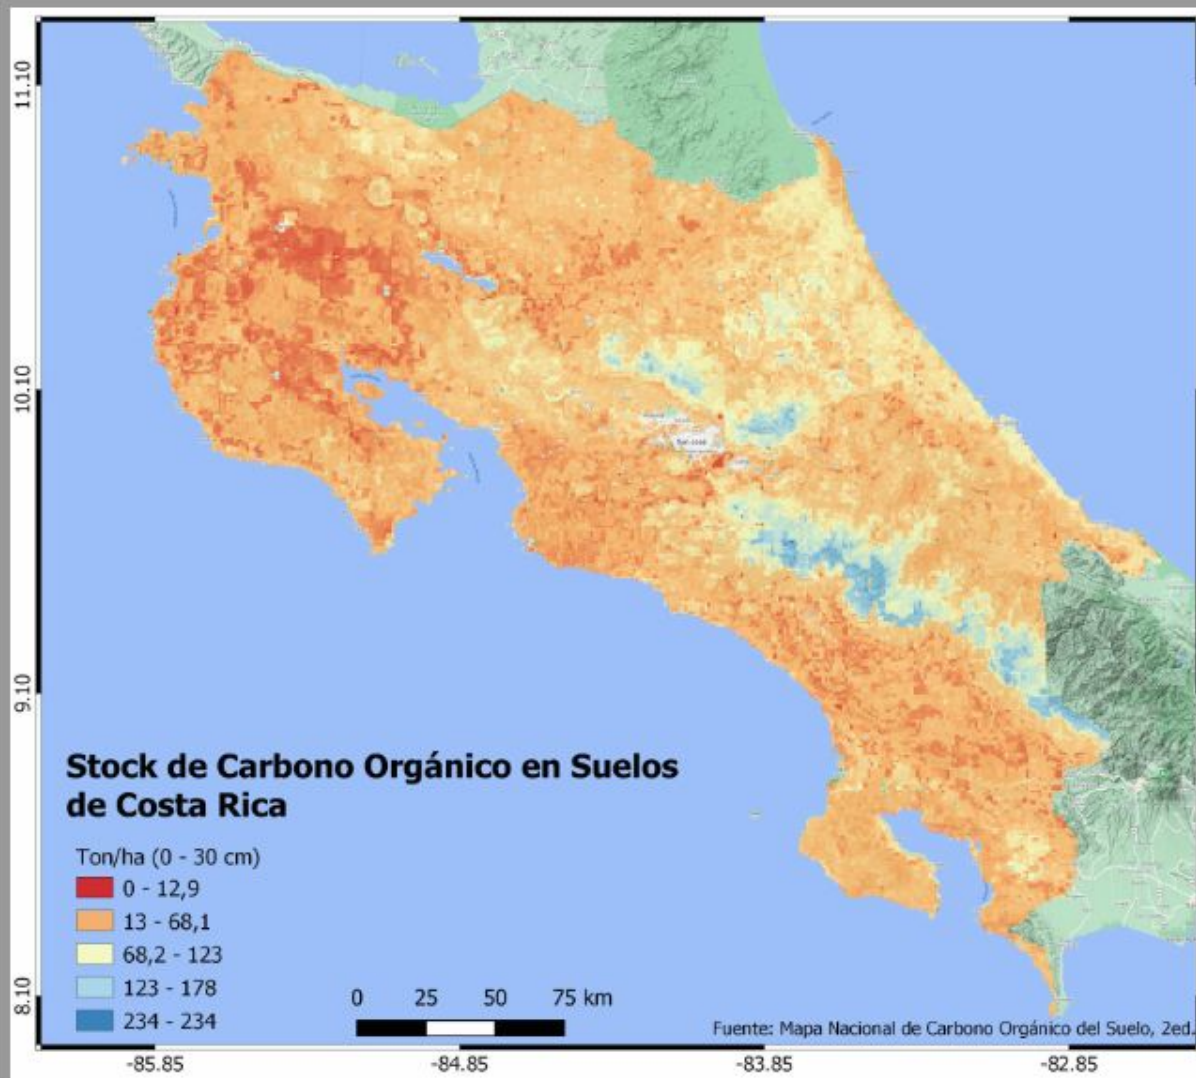 11.10
10.10
9.10
8.10
San José
Stock de Carbono Orgánico en Suelos
de Costa Rica
Ton/ha (0 - 30 cm)
0 - 12,9
13 - 68,1
68,2 - 123
123 - 178
234 - 234
0 25 50 75 km
Fuente: Mapa Nacional de Carbono Orgánico del Suelo, 2ed.
-85.85 -84.85 -83.85 -82.85